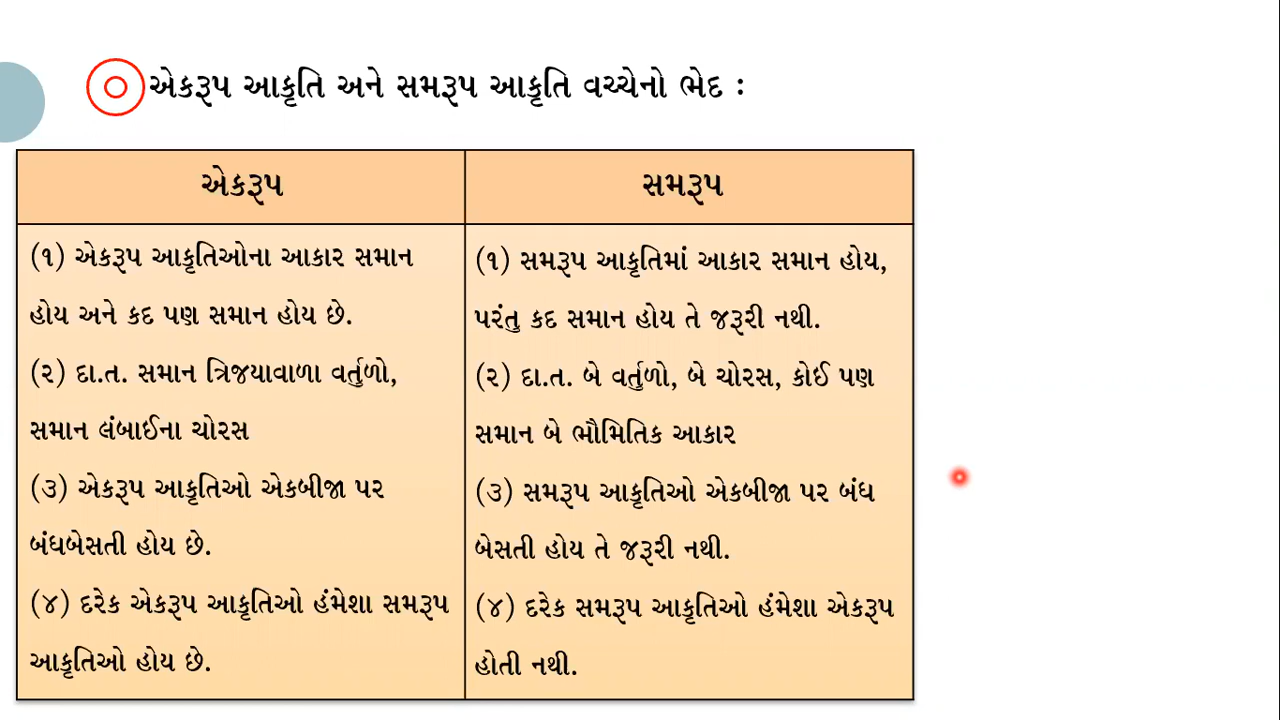 એકરૂપ આકૃતિ અને સમરૂપ આકૃતિ વચ્ચેનો ભેદ :
એકરૂપ
(૧) એકરૂપ આકૃતિઓના આકાર સમાન
હોય અને કદ પણ સમાન હોય છે.
(૨) દા.ત. સમાન ત્રિજયાવાળા વર્તુળો,
સમાન લંબાઈના ચોરસ
(૩) એકરૂપ આકૃતિઓ એકબીજા પર
બંધબેસતી હોય છે.
(૪) દરેક એકરૂપ આકૃતિઓ હંમેશા સમરૂપ
આકૃતિઓ હોય છે.
સમરૂપ
(૧) સમરૂપ આકૃતિમાં આકાર સમાન હોય,
પરંતુ કદ સમાન હોય તે જરૂરી નથી.
(૨) દા.ત. બે વર્તુળો, બે ચોરસ, કોઈ પણ
સમાન બે ભૌમિતિક આકાર
(૩) સમરૂપ આકૃતિઓ એકબીજા પર બંધ
બેસતી હોય તે જરૂરી નથી.
(૪) દરેક સમરૂપ આકૃતિઓ હંમેશા એકરૂપ
હોતી નથી.